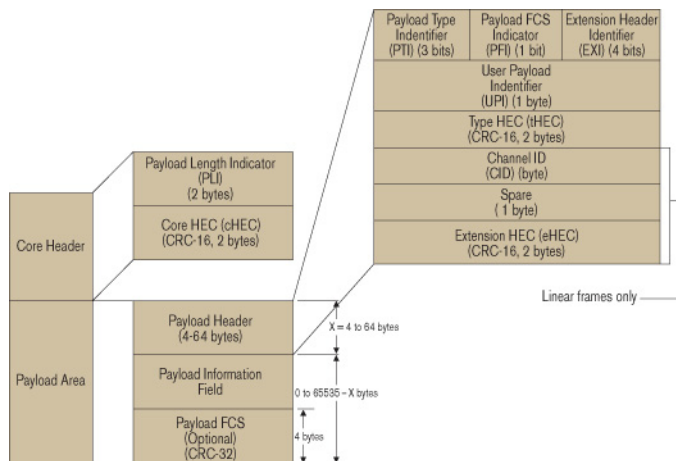 Payload Type
Indentifier
(PTI) (3 bits)
Payload FCS
Indicator
(PFI) (1 bit)
Extension Header
Identifier
(EXI) (4 bits)
User Payload
Indentifier
(UPI) (1 byte)
Type HEC (tHEC)
(CRC-16, 2 bytes)
Channel ID
(CID) (byte)
Spare
( 1 byte)
Extension HEC (eHEC)
(CRC-16, 2 bytes)
Linear frames only
Payload Length Indicator
(PLI)
(2 bytes)
Core HEC (cHEC)
(CRC-16, 2 bytes)
Core Header
Payload Area
Payload Header
(4-64 bytes)
X = 4 to 64 bytes
Payload Information
Field
0 to 65535 – X bytes
Payload FCS
(Optional)
(CRC-32)
4 bytes